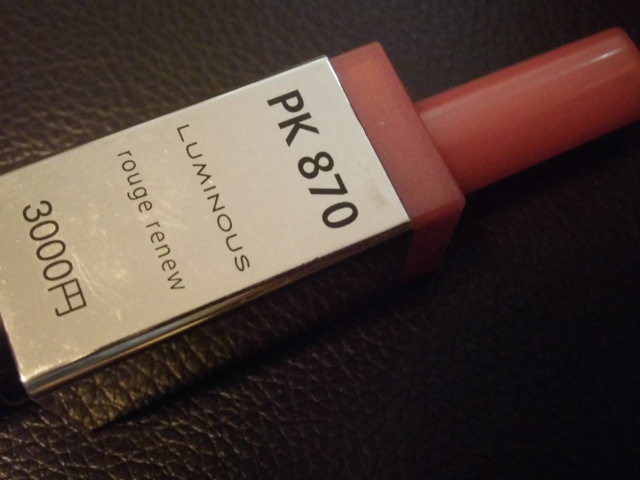 PK 870
LUMINOUS
rouge renew
3000円